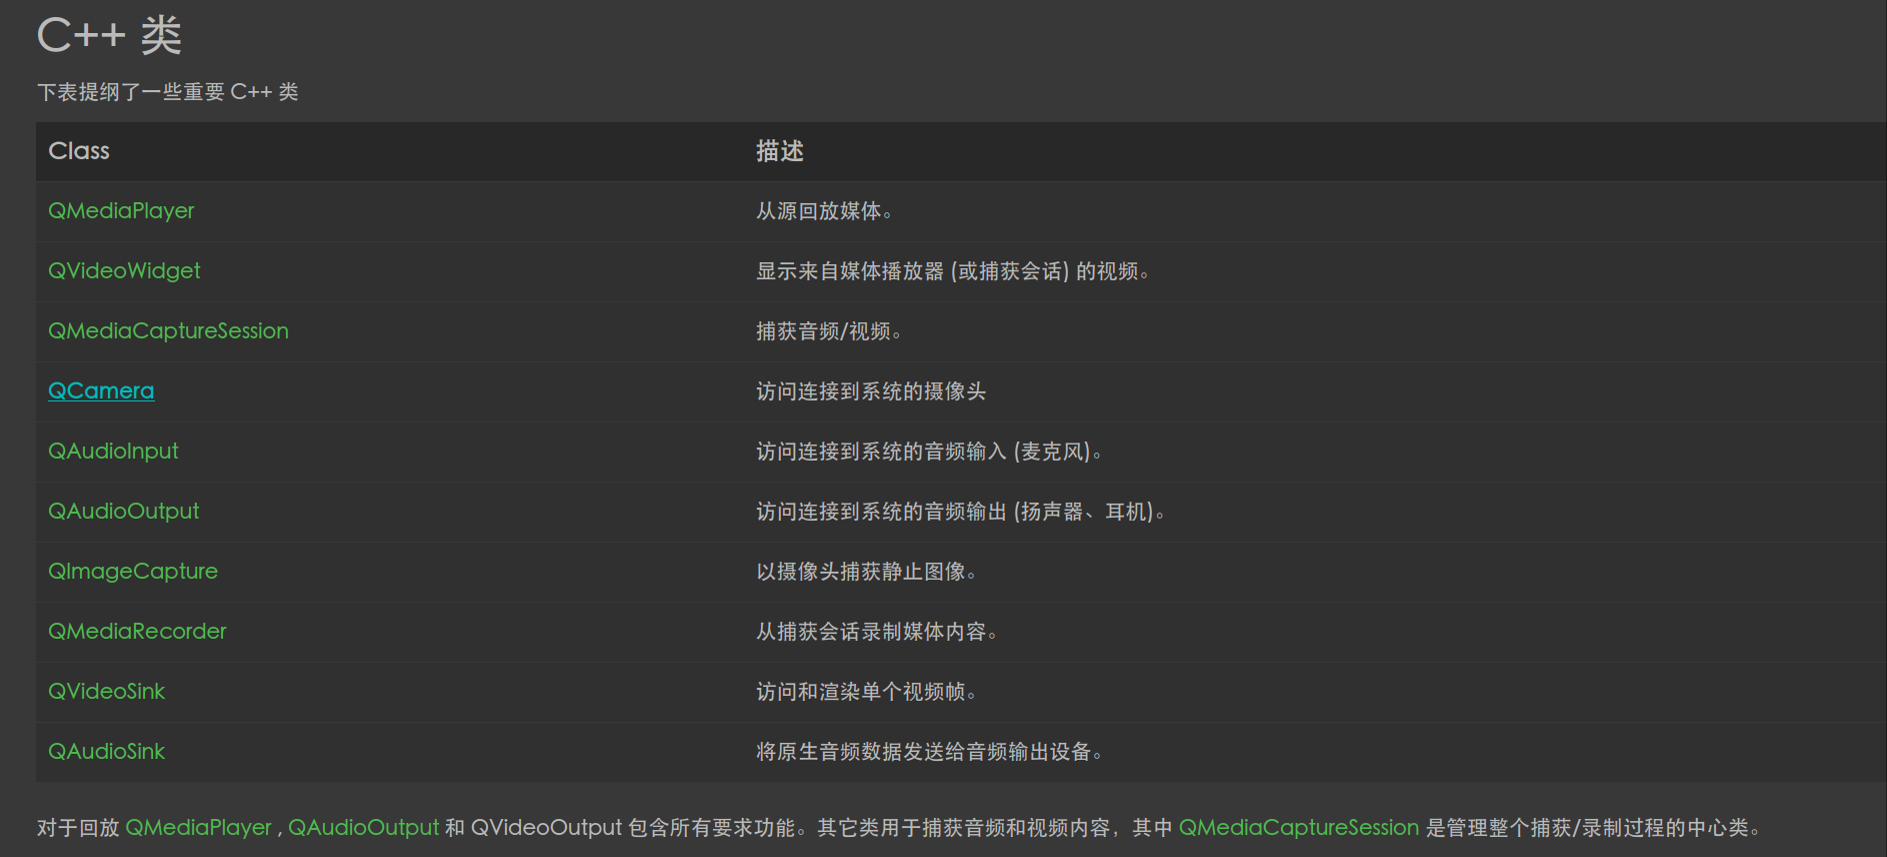 C++ 类
下表提纲了一些重要 C++ 类
Class 描述
QMediaPlayer 从源回放媒体。
QVideoWidget 显示来自媒体播放器 (或捕获会话) 的视频。
QMediaCaptureSession 捕获音频/视频。
QCamera 访问连接到系统的摄像头
QAudioInput 访问连接到系统的音频输入 (麦克风)。
QAudioOutput 访问连接到系统的音频输出 (扬声器、耳机)。
QImageCapture 以摄像头捕获静止图像。
QMediaRecorder 从捕获会话录制媒体内容。
QVideoSink 访问和渲染单个视频帧。
QAudioSink 将原生音频数据发送给音频输出设备。
对于回放 QMediaPlayer , QAudioOutput 和 QVideoOutput 包含所有要求功能。其它类用于捕获音频和视频内容，其中 QMediaCaptureSession 是管理整个捕获/录制过程的中心类。